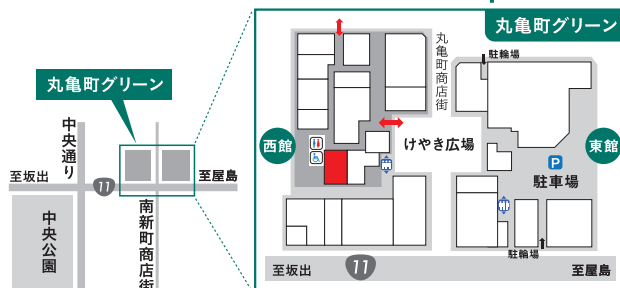 丸亀町グリーン
中央通り
至坂出
11
至屋島
中央公園
南新町商店街
丸亀町グリーン
丸亀町商店街
駐輪場
西館
けやき広場
東館
P
駐車場
駐輪場
至坂出
11
至屋島